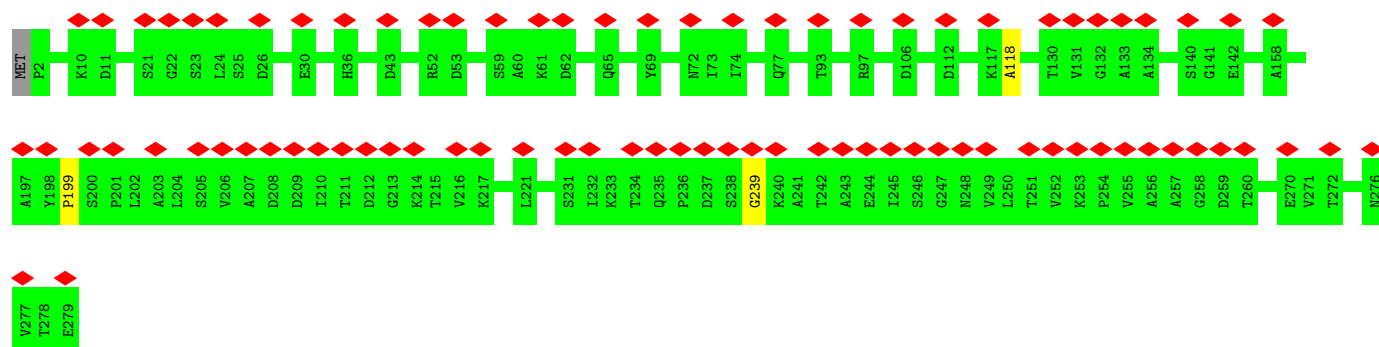 MET P2 K10 D11 S21 G22 S23 L24 S25 D26 E30 H36 D43 R52 D53 S59 A60 K61 D62 Q65 Y69 N72 I73 I74 Q77 T93 R97 D106 D112 K117 A118 T130 V131 G132 A133 A134 S140 G141 E142 A158
A197 Y198 P199 S200 P201 L202 A203 L204 S205 V206 A207 D208 D209 I210 T211 D212 G213 K214 T215 V216 K217 L221 S231 I232 K233 T234 Q235 P236 D237 S238 G239 K240 A241 T242 A243 E244 I245 S246 G247 N248 V249 L250 T251 V252 K253 P254 V255 A256 A257 G258 D259 T260 E270 V271 T272 N276
V277 T278 E279